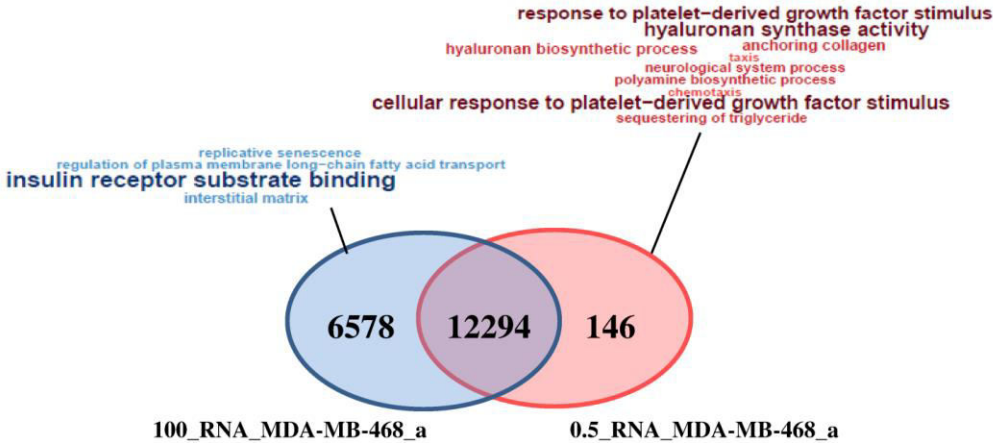 response to platelet-derived growth factor stimulus
hyaluronan synthase activity
hyaluronan biosynthetic process anchoring collagen
taxis
neurological system process
polyamine biosynthetic process
chemotaxis
cellular response to platelet-derived growth factor stimulus
sequestering of triglyceride
replicative senescence
regulation of plasma membrane long-chain fatty acid transport
insulin receptor substrate binding
interstitial matrix
6578 12294 146
100_RNA_MDA-MB-468_a 0.5_RNA_MDA-MB-468_a